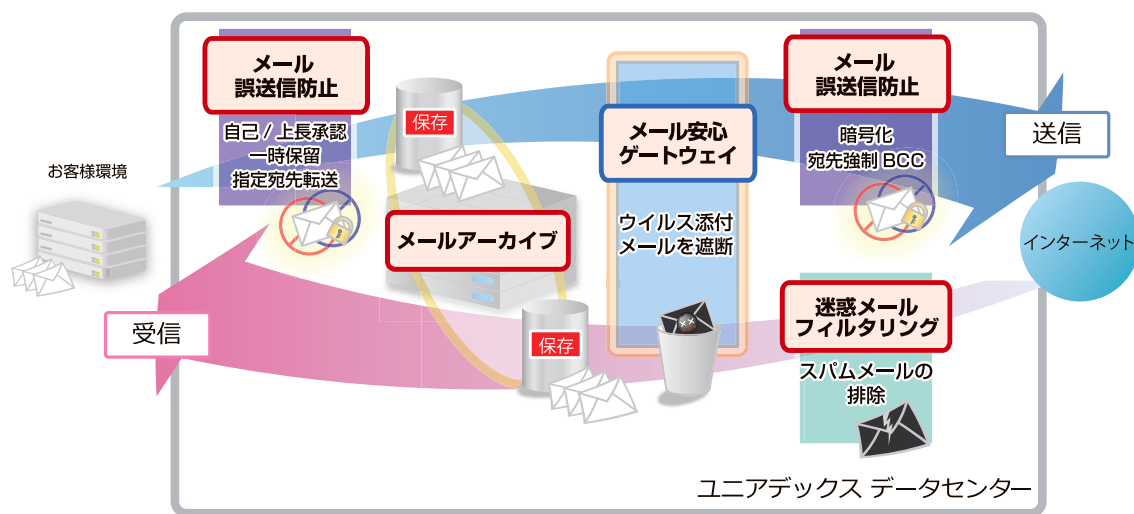 メール
誤送信防止
自己/上長承認
一時保留
指定宛先転送
お客様環境
保存
メールアーカイブ
保存
メール安心
ゲートウェイ
ウイルス添付
メールを遮断
メール
誤送信防止
暗号化
宛先強制BCC
送信
インターネット
受信
迷惑メール
フィルタリング
スパムメールの
排除
ユニアデックス データセンター